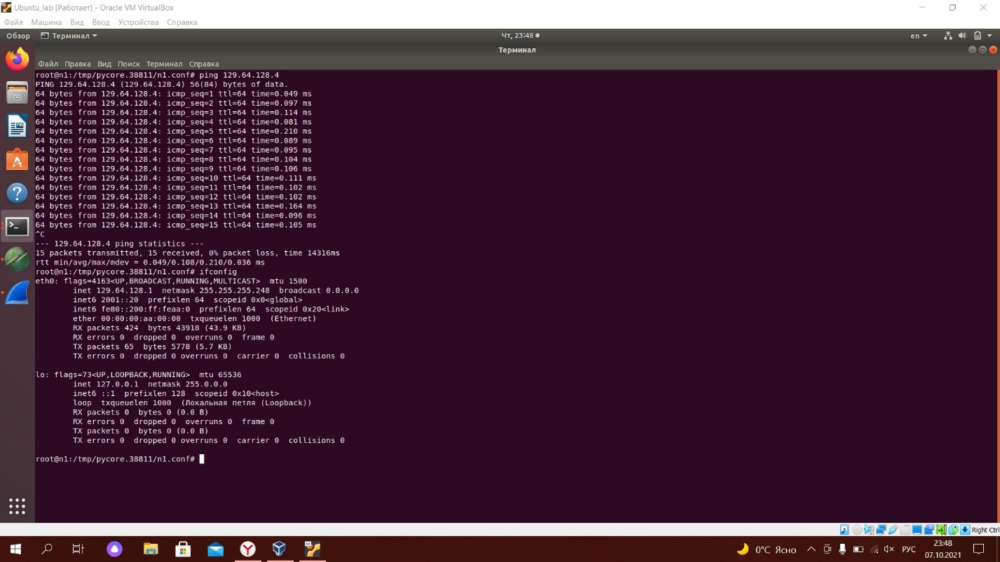 Ubuntu_lab [Работает] - Oracle VM VirtualBox
Файл Машина Вид Ввод Устройства Справка
Обзор Терминал Чт, 23:48 en
Терминал
Файл Правка Вид Поиск Терминал Справка
root@n1:/tmp/pycore.38811/n1.conf# ping 129.64.128.4
PING 129.64.128.4 (129.64.128.4) 56(84) bytes of data.
64 bytes from 129.64.128.4: icmp_seq=1 ttl=64 time=0.049 ms
64 bytes from 129.64.128.4: icmp_seq=2 ttl=64 time=0.097 ms
64 bytes from 129.64.128.4: icmp_seq=3 ttl=64 time=0.114 ms
64 bytes from 129.64.128.4: icmp_seq=4 ttl=64 time=0.081 ms
64 bytes from 129.64.128.4: icmp_seq=5 ttl=64 time=0.210 ms
64 bytes from 129.64.128.4: icmp_seq=6 ttl=64 time=0.089 ms
64 bytes from 129.64.128.4: icmp_seq=7 ttl=64 time=0.095 ms
64 bytes from 129.64.128.4: icmp_seq=8 ttl=64 time=0.104 ms
64 bytes from 129.64.128.4: icmp_seq=9 ttl=64 time=0.106 ms
64 bytes from 129.64.128.4: icmp_seq=10 ttl=64 time=0.111 ms
64 bytes from 129.64.128.4: icmp_seq=11 ttl=64 time=0.102 ms
64 bytes from 129.64.128.4: icmp_seq=12 ttl=64 time=0.102 ms
64 bytes from 129.64.128.4: icmp_seq=13 ttl=64 time=0.164 ms
64 bytes from 129.64.128.4: icmp_seq=14 ttl=64 time=0.096 ms
64 bytes from 129.64.128.4: icmp_seq=15 ttl=64 time=0.105 ms
^C
--- 129.64.128.4 ping statistics ---
15 packets transmitted, 15 received, 0% packet loss, time 14316ms
rtt min/avg/max/mdev = 0.049/0.108/0.210/0.036 ms
root@n1:/tmp/pycore.38811/n1.conf# ifconfig
eth0: flags=4163<UP,BROADCAST,RUNNING,MULTICAST>  mtu 1500
inet 129.64.128.1  netmask 255.255.255.248  broadcast 0.0.0.0
inet6 2001::20  prefixlen 64  scopeid 0x0<global>
inet6 fe80::200:ff:feaa:0  prefixlen 64  scopeid 0x20<link>
ether 00:00:00:aa:00:00  txqueuelen 1000  (Ethernet)
RX packets 424  bytes 43918 (43.9 KB)
RX errors 0  dropped 0  overruns 0  frame 0
TX packets 65  bytes 5778 (5.7 KB)
TX errors 0  dropped 0 overruns 0  carrier 0  collisions 0
lo: flags=73<UP,LOOPBACK,RUNNING>  mtu 65536
inet 127.0.0.1  netmask 255.0.0.0
inet6 ::1  prefixlen 128  scopeid 0x10<host>
loop  txqueuelen 1000  (Локальная петля (Loopback))
RX packets 0  bytes 0 (0.0 B)
RX errors 0  dropped 0  overruns 0  frame 0
TX packets 0  bytes 0 (0.0 B)
TX errors 0  dropped 0 overruns 0  carrier 0  collisions 0
root@n1:/tmp/pycore.38811/n1.conf#
Right Ctrl
0°C Ясно РУС 23:48
07.10.2021